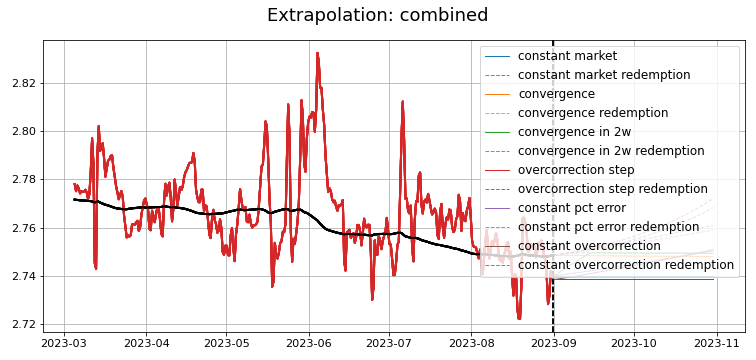 Extrapolation: combined
2.82
2.80
2.78
2.76
2.74
2.72
constant market
constant market redemption
convergence
convergence redemption
convergence in 2w
convergence in 2w redemption
overcorrection step
overcorrection step redemption
constant pct error
constant pct error redemption
constant overcorrection
constant overcorrection redemption
2023-03
2023-04
2023-05
2023-06
2023-07
2023-08
2023-09
2023-10
2023-11